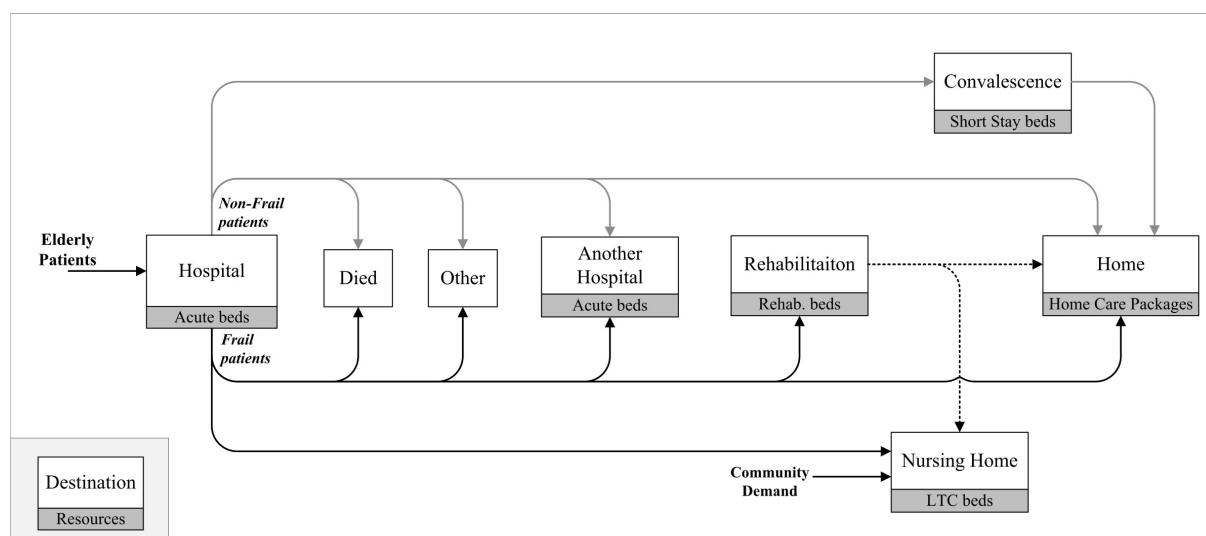 Convalescence
Short Stay beds
Non-Frail
patients
Elderly
Patients
Hospital
Acute beds
Died
Other
Another
Hospital
Acute beds
Rehabilitaiton
Rehab. beds
Home
Home Care Packages
Frail
patients
Nursing Home
LTC beds
Community
Demand
Destination
Resources